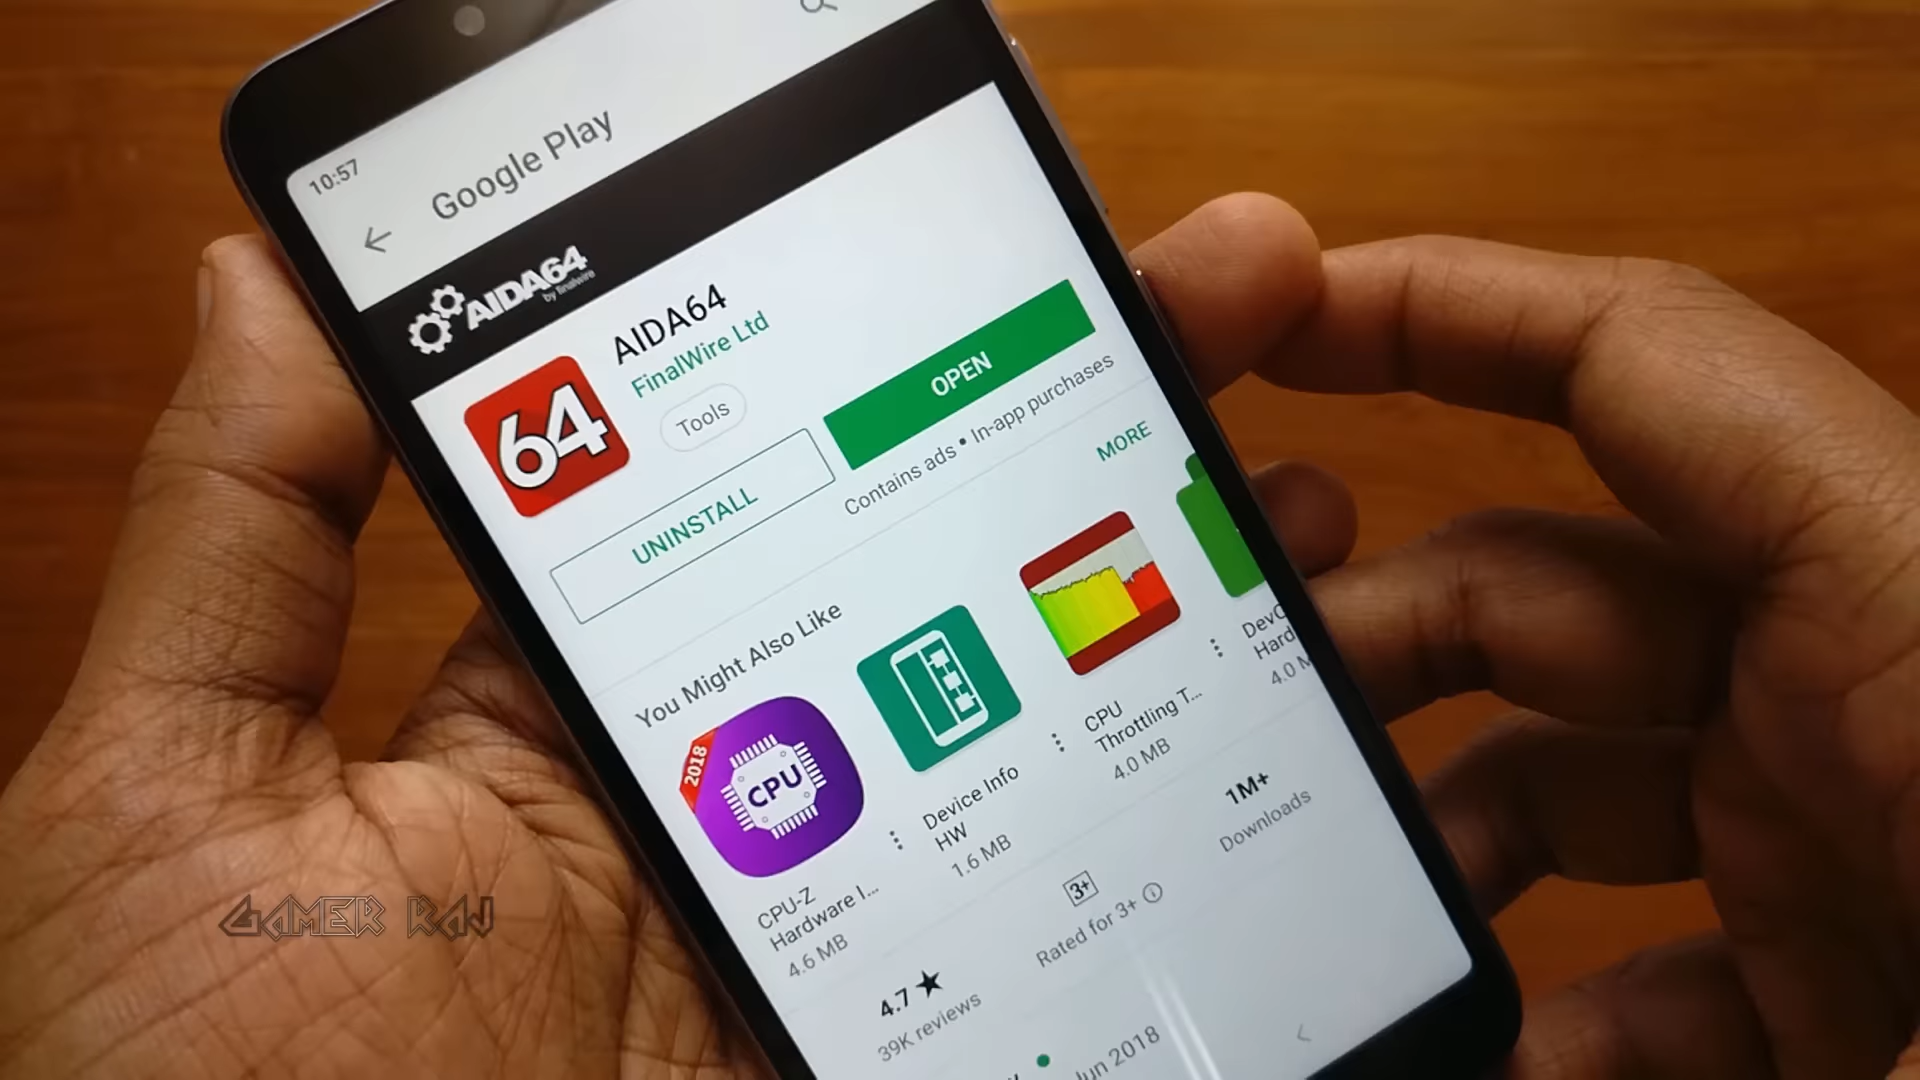 10:57
Google Play
AIDA64
by finalwire
64
AIDA64
FinalWire Ltd
Tools
UNINSTALL
OPEN
Contains ads • In-app purchases
You Might Also Like
MORE
2018
CPU
CPU-Z
Hardware I...
4.6 MB
Device Info
HW
1.6 MB
CPU
Throttling T...
4.0 MB
DevC
Hard
4.0 M
4.7 ★
39K reviews
3+
Rated for 3+
1M+
Downloads
Jun 2018
GAMER RAJ